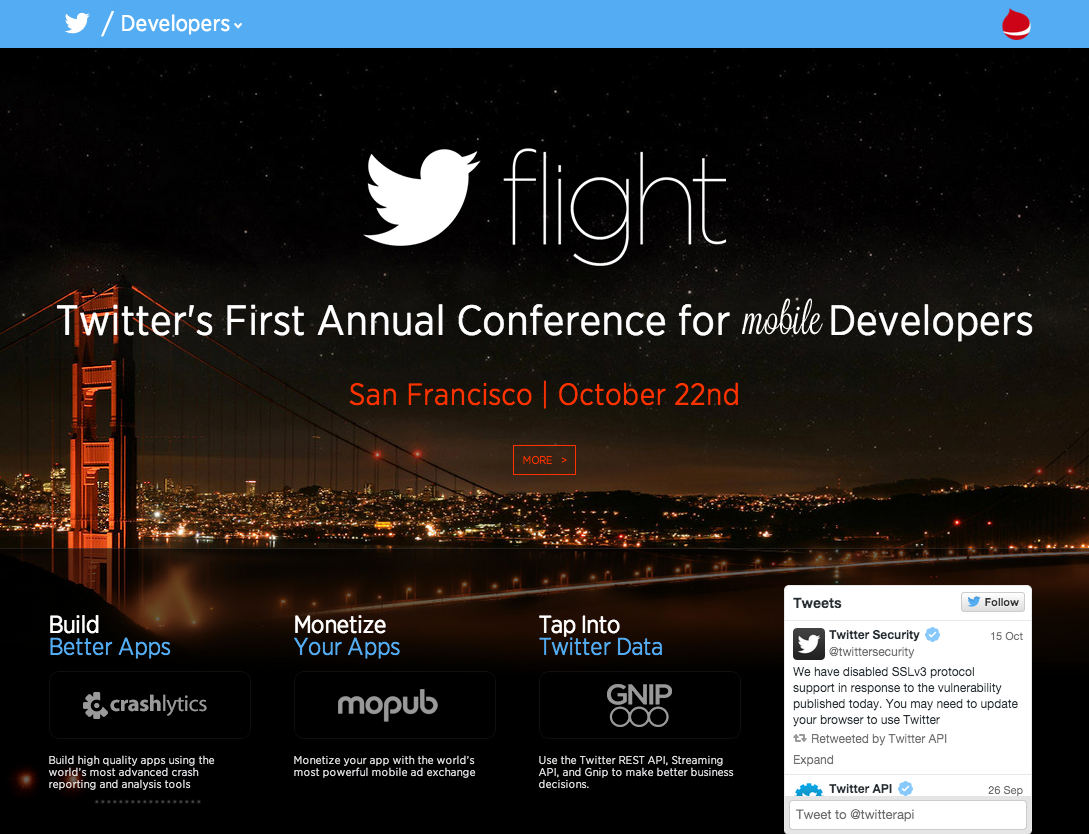 / Developers
flight
Twitter's First Annual Conference for mobile Developers
San Francisco | October 22nd
MORE >
Build
Better Apps
crashlytics
Build high quality apps using the
world's most advanced crash
reporting and analysis tools
Monetize
Your Apps
mopub
Monetize your app with the world's
most powerful mobile ad exchange
Tap Into
Twitter Data
GNIP
Use the Twitter REST API, Streaming
API, and Gnip to make better business
decisions.
Tweets
Follow
Twitter Security
15 Oct
@twittersecurity
We have disabled SSLv3 protocol
support in response to the vulnerability
published today. You may need to update
your browser to use Twitter
Retweeted by Twitter API
Expand
Twitter API
26 Sep
Tweet to @twitterapi